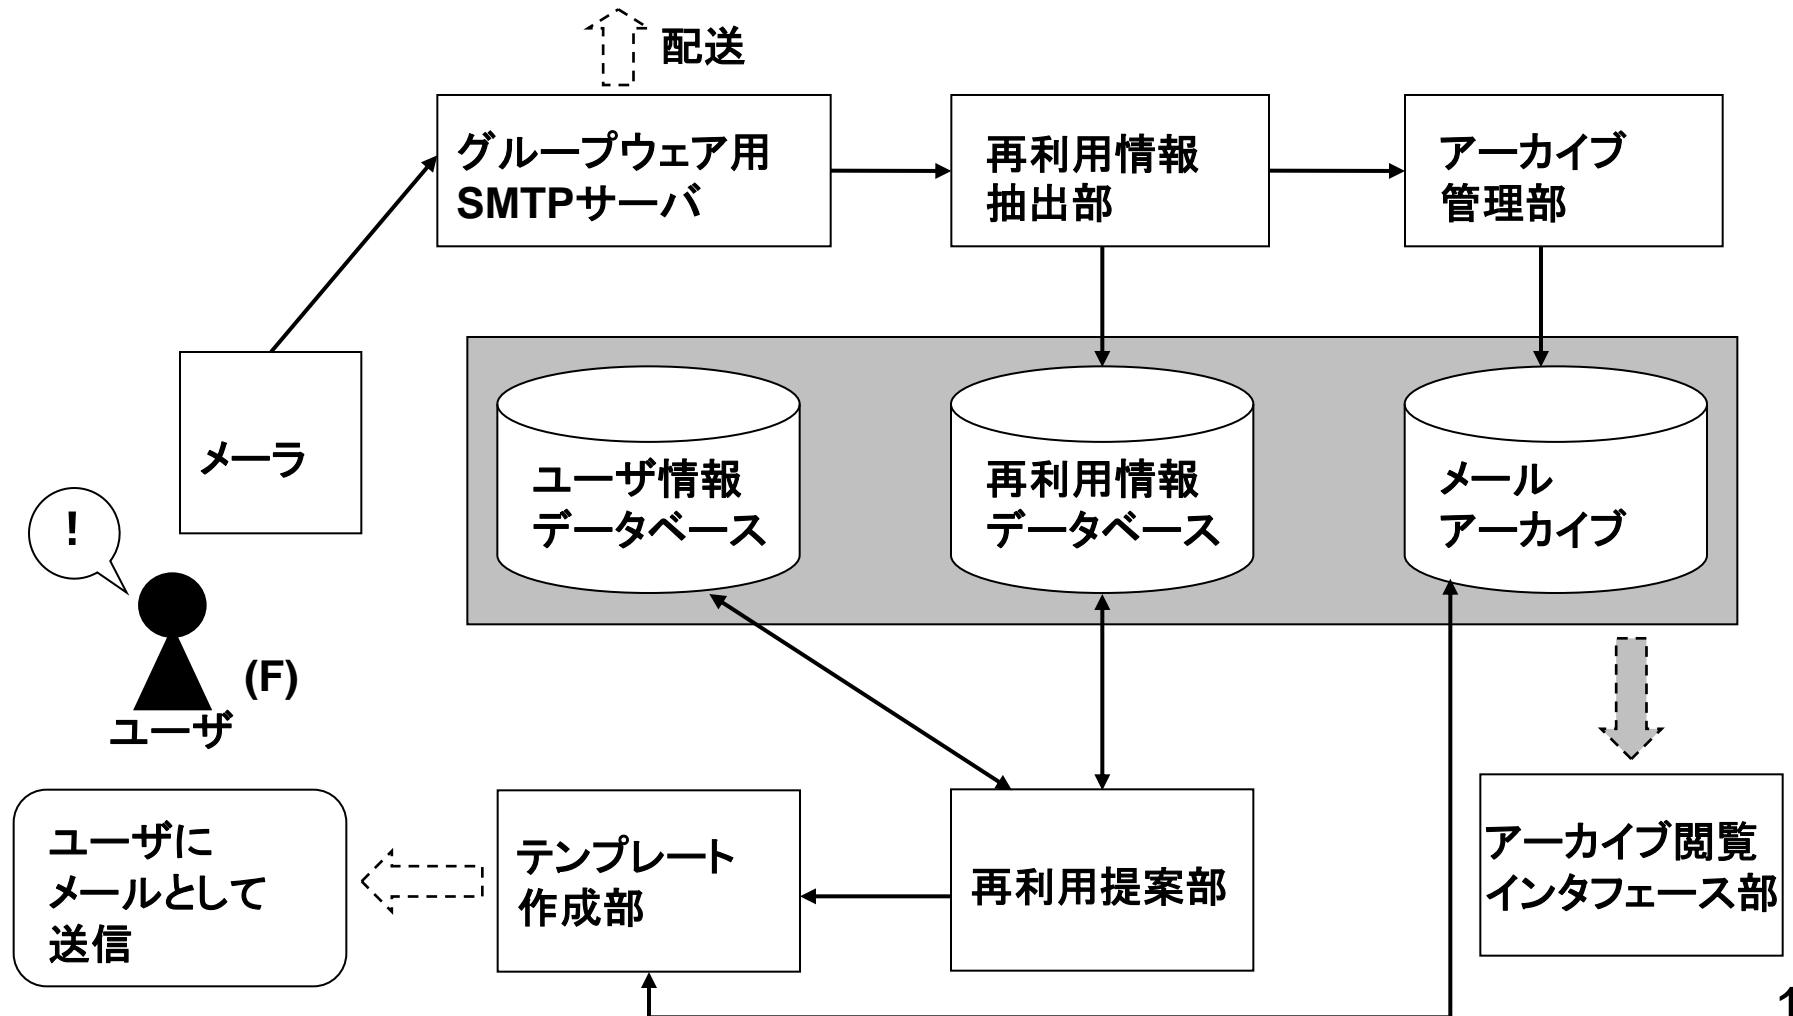 配送
グループウェア用
SMTPサーバ
再利用情報
抽出部
アーカイブ
管理部
メーラ
ユーザ情報
データベース
再利用情報
データベース
メール
アーカイブ
!
(F)
ユーザ
ユーザに
メールとして
送信
テンプレート
作成部
再利用提案部
アーカイブ閲覧
インタフェース部
1